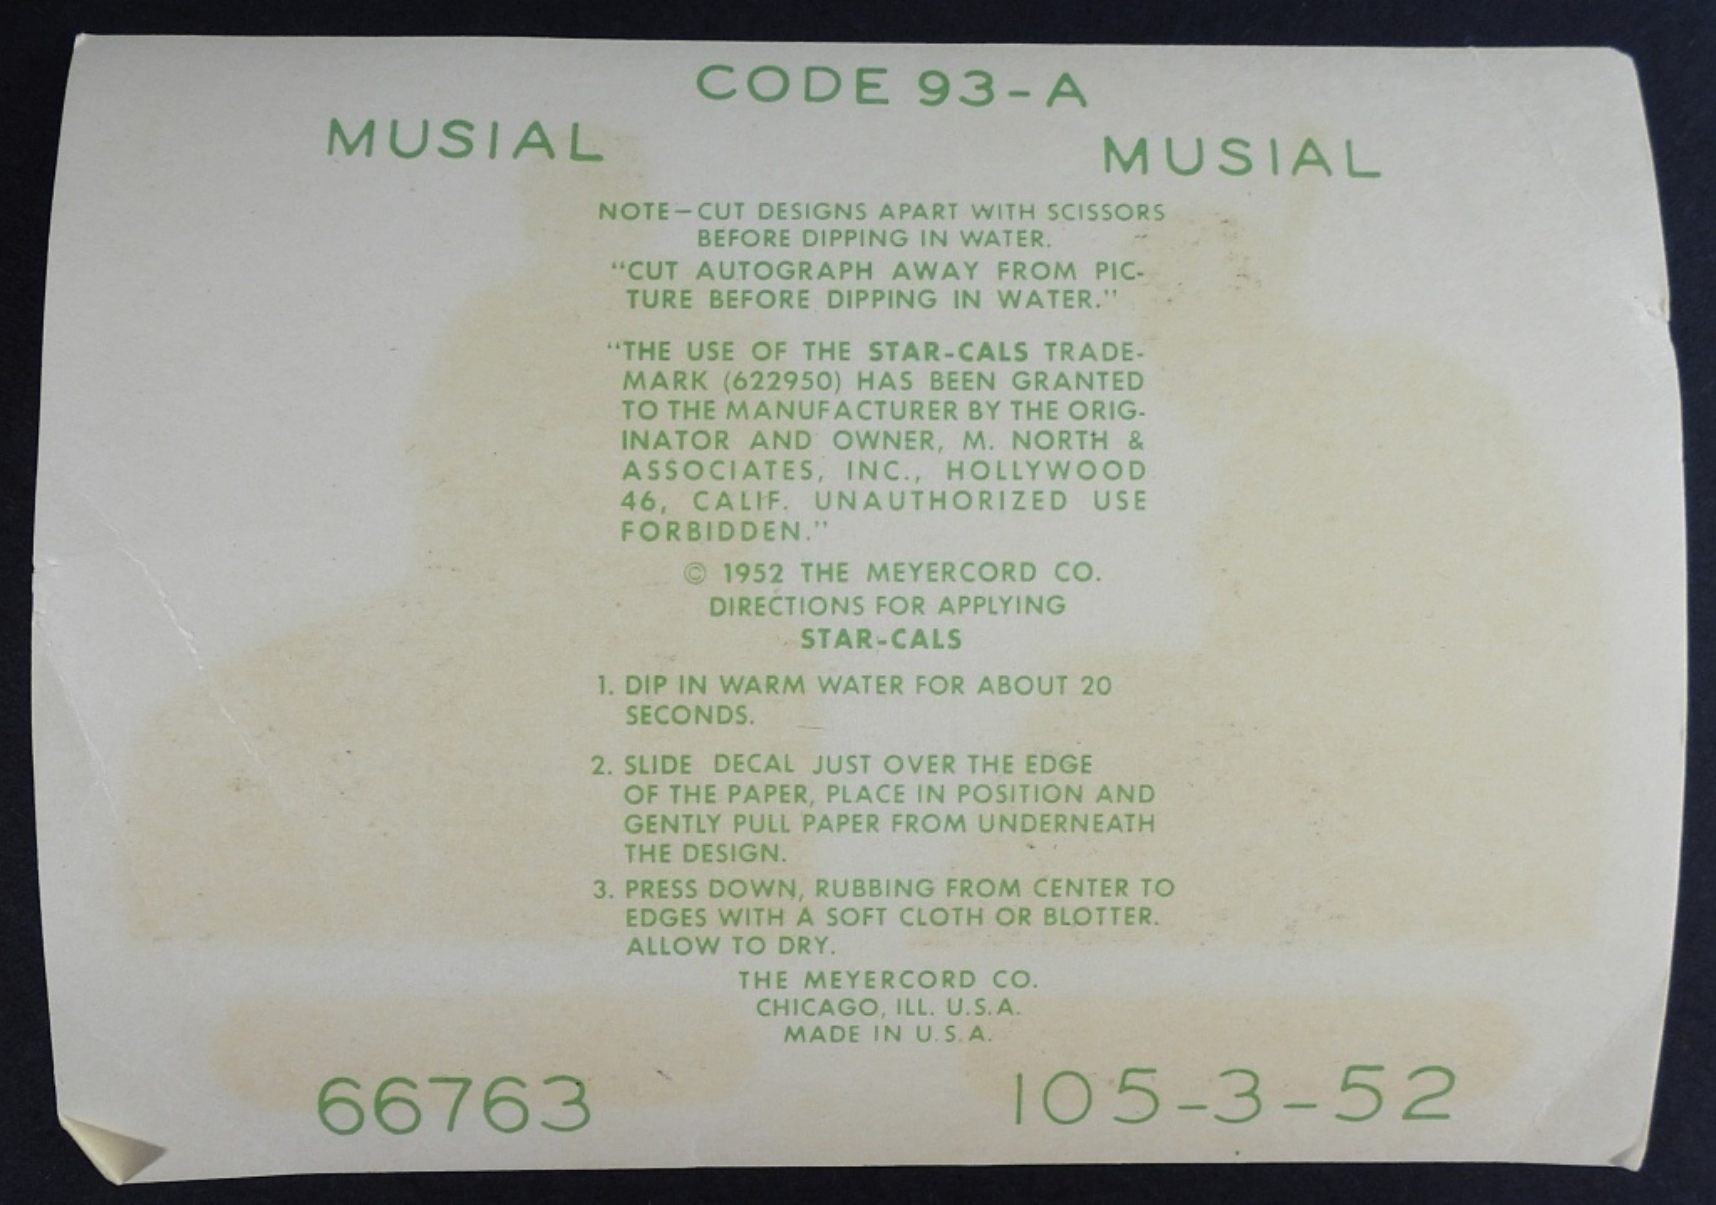 CODE 93-A
MUSIAL MUSIAL
NOTE—CUT DESIGNS APART WITH SCISSORS
BEFORE DIPPING IN WATER.
“CUT AUTOGRAPH AWAY FROM PIC-
TURE BEFORE DIPPING IN WATER.”
“THE USE OF THE STAR-CALS TRADE-
MARK (622950) HAS BEEN GRANTED
TO THE MANUFACTURER BY THE ORIG-
INATOR AND OWNER, M. NORTH &
ASSOCIATES, INC., HOLLYWOOD
46, CALIF. UNAUTHORIZED USE
FORBIDDEN.”
© 1952 THE MEYERCORD CO.
DIRECTIONS FOR APPLYING
STAR-CALS
1. DIP IN WARM WATER FOR ABOUT 20
SECONDS.
2. SLIDE DECAL JUST OVER THE EDGE
OF THE PAPER, PLACE IN POSITION AND
GENTLY PULL PAPER FROM UNDERNEATH
THE DESIGN.
3. PRESS DOWN, RUBBING FROM CENTER TO
EDGES WITH A SOFT CLOTH OR BLOTTER.
ALLOW TO DRY.
THE MEYERCORD CO.
CHICAGO, ILL. U.S.A.
MADE IN U.S.A.
66763 105-3-52